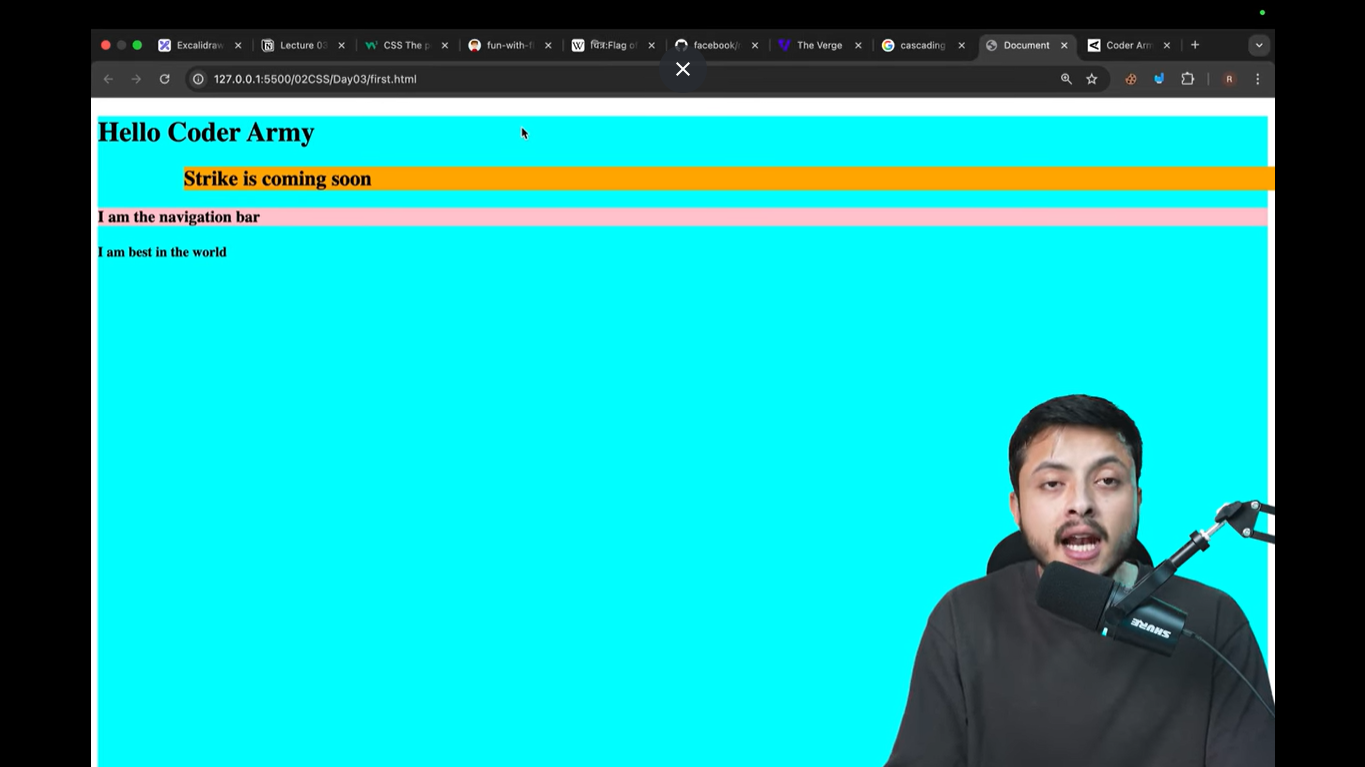 Excalidraw
Lecture 03
CSS The p
fun-with-f
चित्र:Flag of
facebook/r
The Verge
cascading
Document
Coder Arm
127.0.0.1:5500/02CSS/Day03/first.html
R
Hello Coder Army
Strike is coming soon
I am the navigation bar
I am best in the world
SHURE